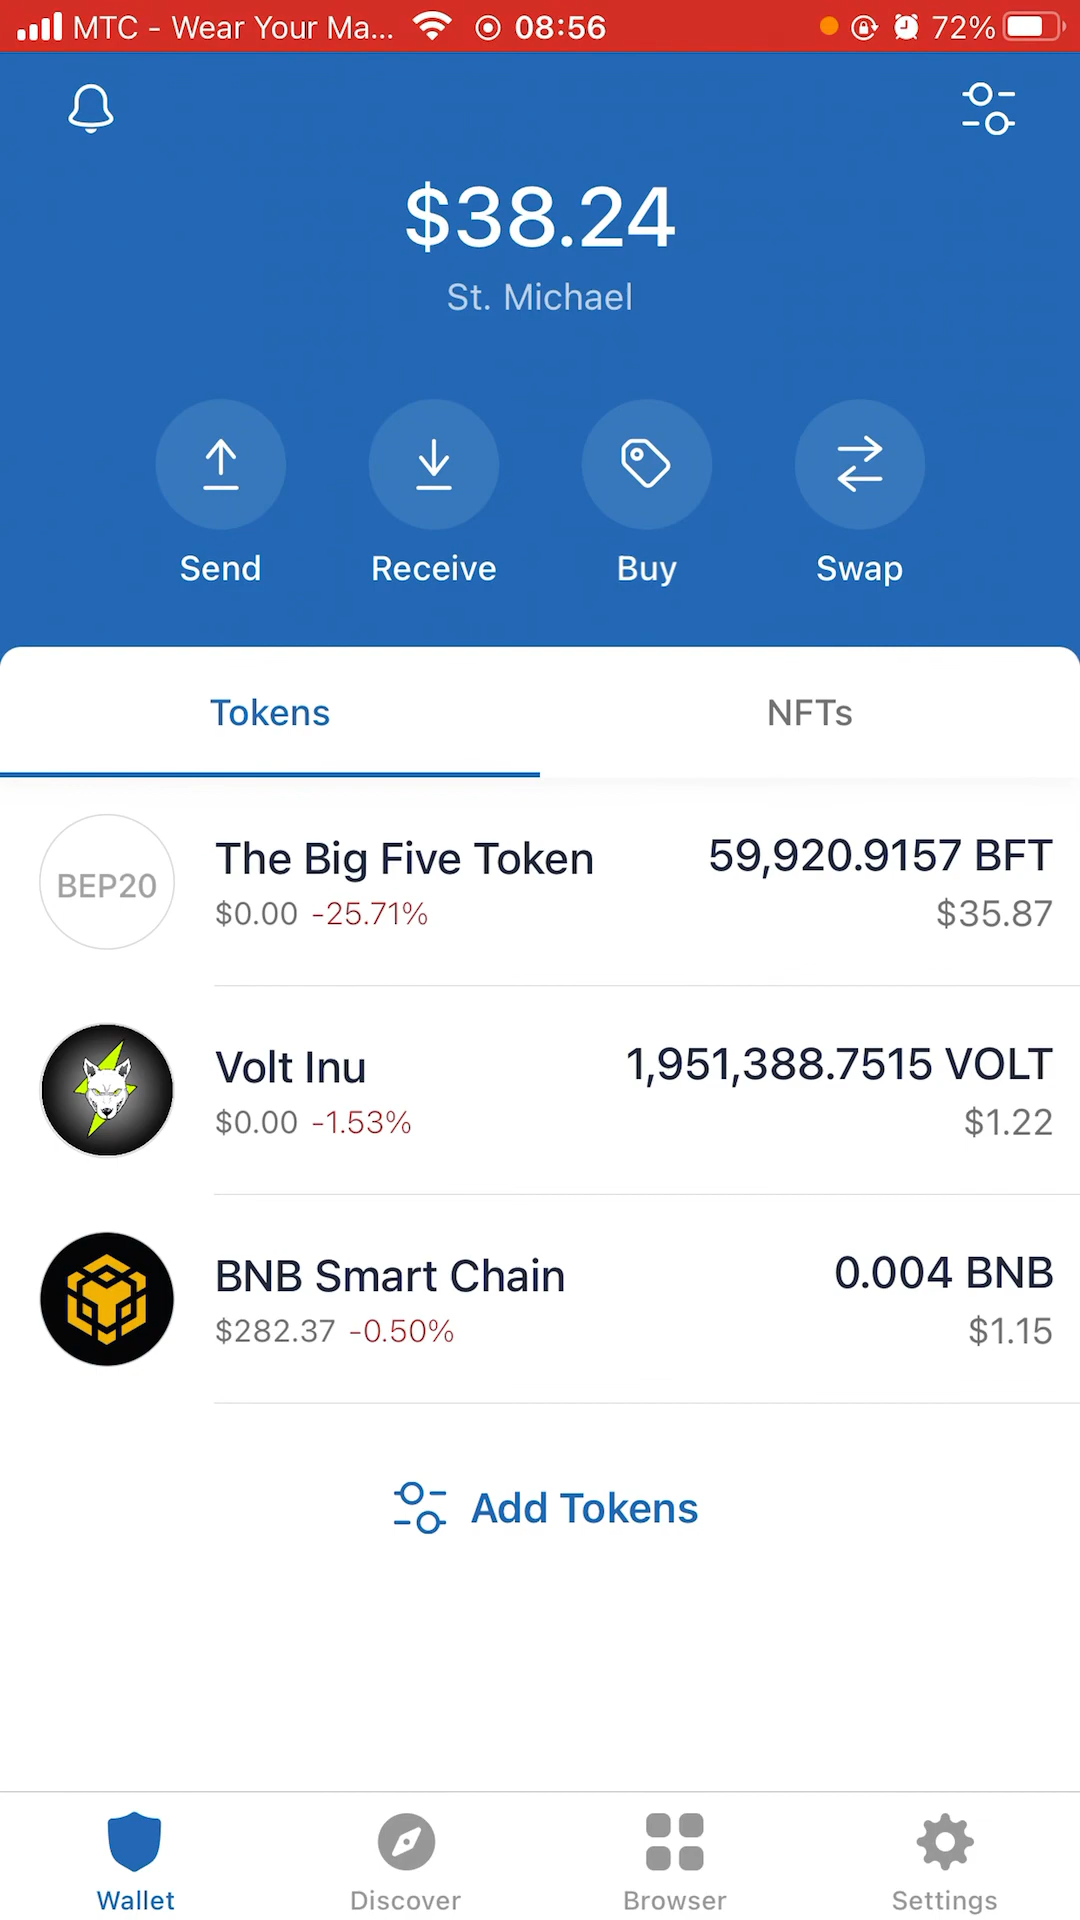 MTC - Wear Your Ma... 08:56 72%
$38.24
St. Michael
Send Receive Buy Swap
Tokens NFTs
BEP20
The Big Five Token 59,920.9157 BFT
$0.00 -25.71% $35.87
Volt Inu 1,951,388.7515 VOLT
$0.00 -1.53% $1.22
BNB Smart Chain 0.004 BNB
$282.37 -0.50% $1.15
Add Tokens
Wallet Discover Browser Settings